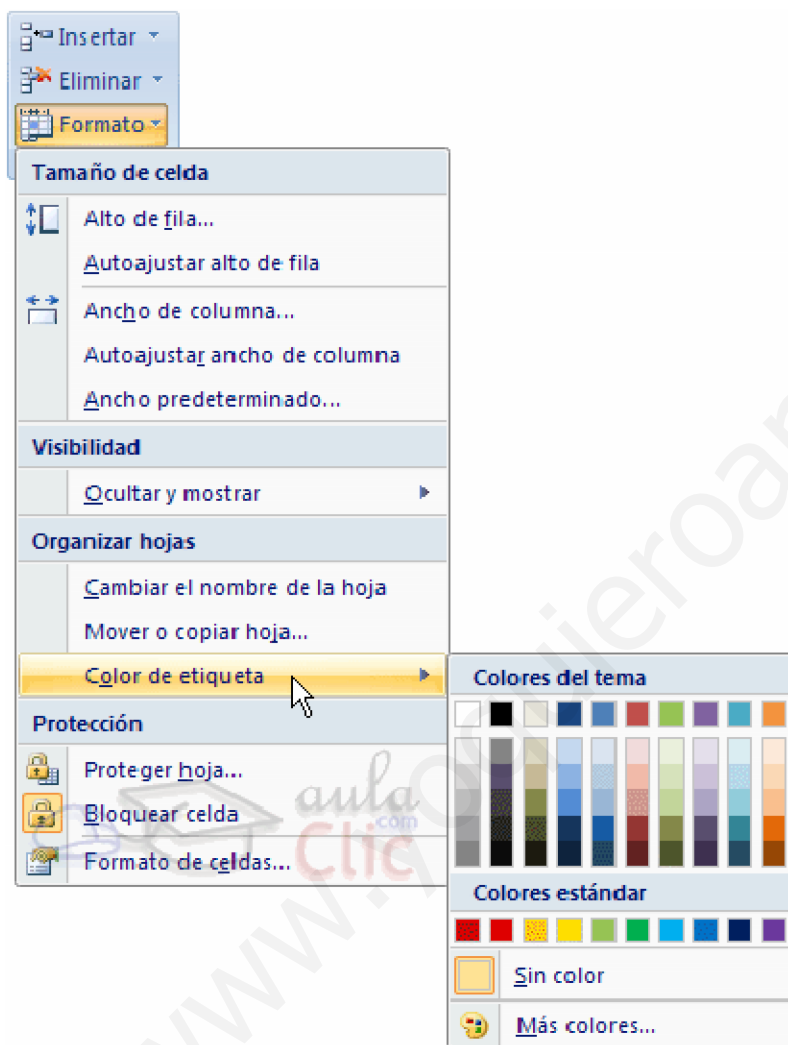 Insertar
Eliminar
Formato
Tamaño de celda
Alto de fila...
Autoajustar alto de fila
Ancho de columna...
Autoajustar ancho de columna
Ancho predeterminado...
Visibilidad
Ocultar y mostrar
Organizar hojas
Cambiar el nombre de la hoja
Mover o copiar hoja...
Color de etiqueta
Protección
Proteger hoja...
Bloquear celda
Formato de celdas...
Colores del tema
Colores estándar
Sin color
Más colores...
aula
Clic
.com